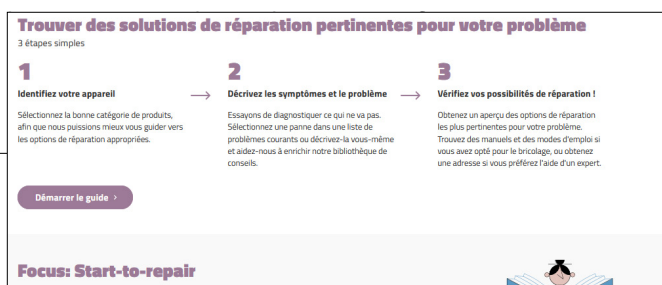 Trouver des solutions de réparation pertinentes pour votre problème
3 étapes simples
1
Identifiez votre appareil
Sélectionnez la bonne catégorie de produits,
afin que nous puissions mieux vous guider vers
les options de réparation appropriées.
2
Décrivez les symptômes et le problème
Essayons de diagnostiquer ce qui ne va pas.
Sélectionnez une panne dans une liste de
problèmes courants ou décrivez-la vous-même
et aidez-nous à enrichir notre bibliothèque de
conseils.
3
Vérifiez vos possibilités de réparation !
Obtenez un aperçu des options de réparation
les plus pertinentes pour votre problème.
Trouvez des manuels et des modes d'emploi si
vous avez opté pour le bricolage, ou obtenez
une adresse si vous préférez l'aide d'un expert.
Démarrer le guide
Focus: Start-to-repair